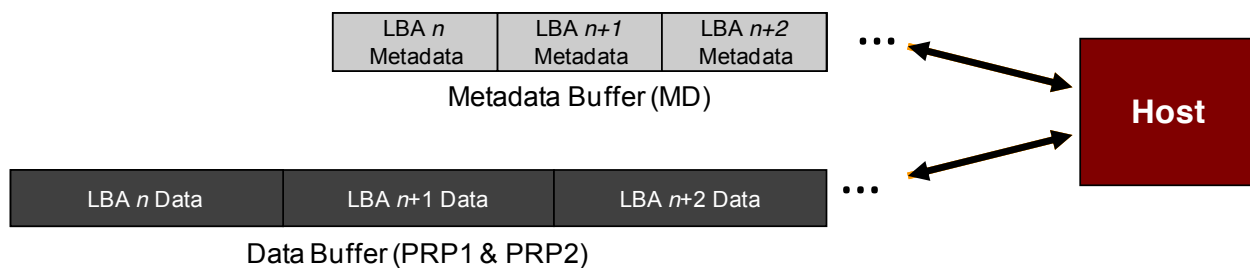 LBA n
Metadata
LBA n+1
Metadata
LBA n+2
Metadata
...
Metadata Buffer (MD)
Host
LBA n Data
LBA n+1 Data
LBA n+2 Data
...
Data Buffer (PRP1 & PRP2)